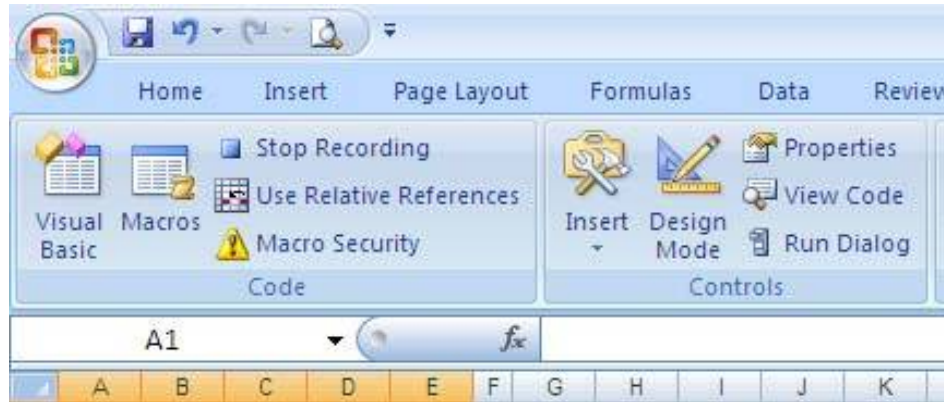 Home Insert Page Layout Formulas Data Review
Stop Recording Properties
Use Relative References View Code
Visual Basic Macros Macro Security Insert Design Mode Run Dialog
Code Controls
A1 fx
A B C D E F G H I J K